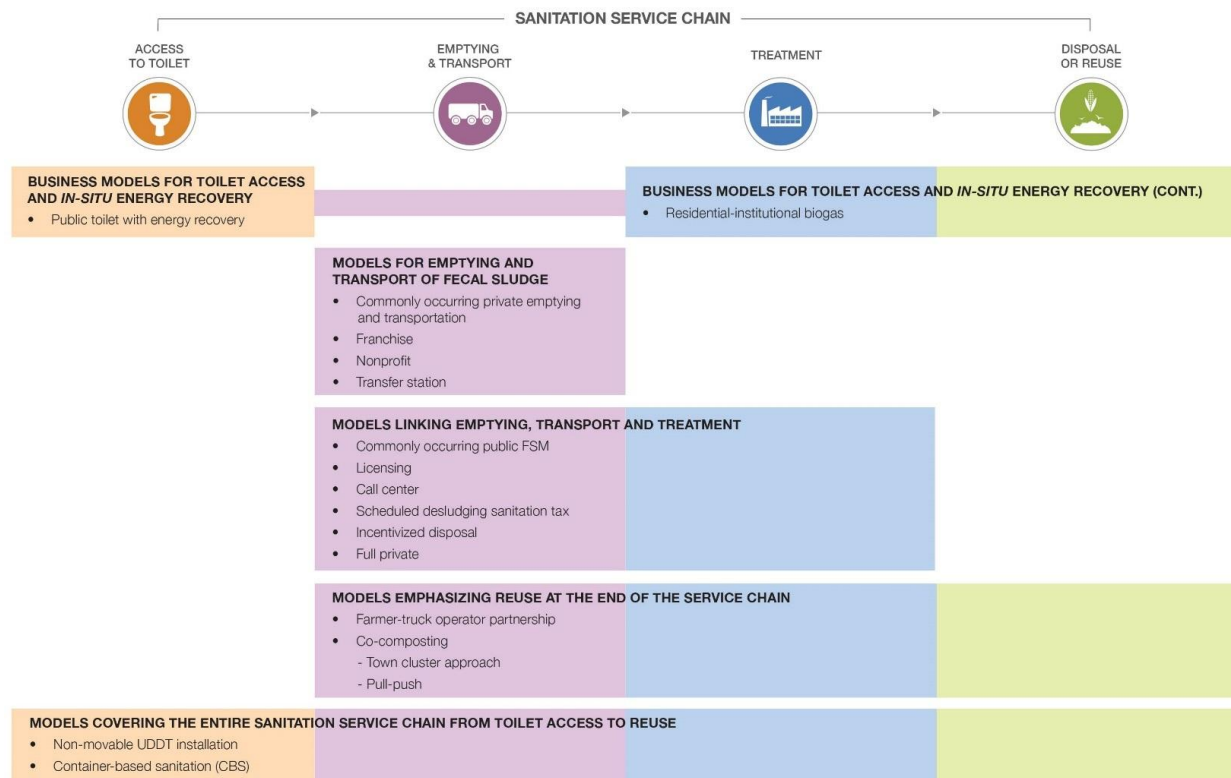 SANITATION SERVICE CHAIN
ACCESS
TO TOILET
EMPTYING
& TRANSPORT
TREATMENT
DISPOSAL
OR REUSE
BUSINESS MODELS FOR TOILET ACCESS
AND IN-SITU ENERGY RECOVERY
• Public toilet with energy recovery
BUSINESS MODELS FOR TOILET ACCESS AND IN-SITU ENERGY RECOVERY (CONT.)
• Residential-institutional biogas
MODELS FOR EMPTYING AND
TRANSPORT OF FECAL SLUDGE
• Commonly occurring private emptying
and transportation
• Franchise
• Nonprofit
• Transfer station
MODELS LINKING EMPTYING, TRANSPORT AND TREATMENT
• Commonly occurring public FSM
• Licensing
• Call center
• Scheduled desludging sanitation tax
• Incentivized disposal
• Full private
MODELS EMPHASIZING REUSE AT THE END OF THE SERVICE CHAIN
• Farmer-truck operator partnership
• Co-composting
- Town cluster approach
- Pull-push
MODELS COVERING THE ENTIRE SANITATION SERVICE CHAIN FROM TOILET ACCESS TO REUSE
• Non-movable UDDT installation
• Container-based sanitation (CBS)